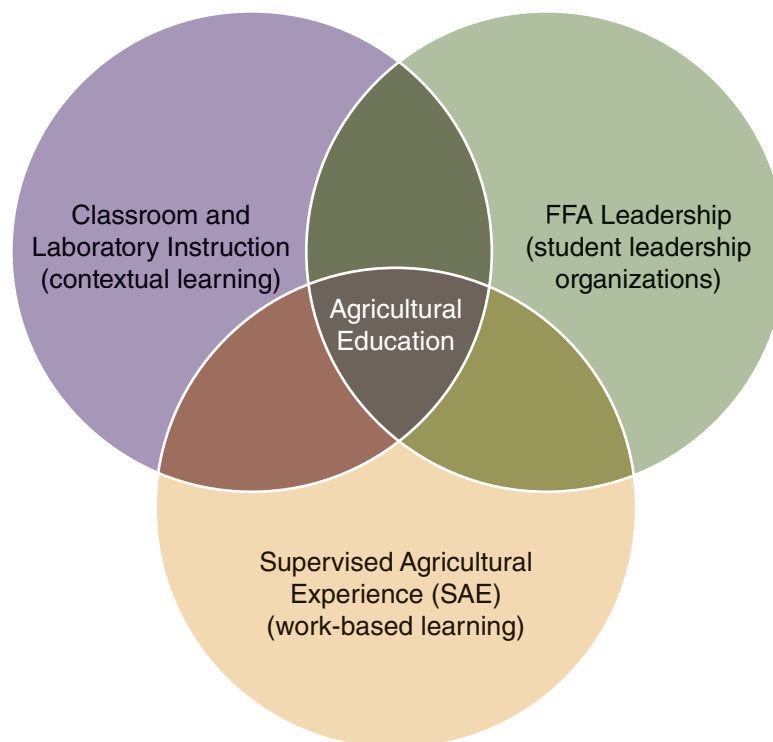 Classroom and
Laboratory Instruction
(contextual learning)
FFA Leadership
(student leadership
organizations)
Agricultural
Education
Supervised Agricultural
Experience (SAE)
(work-based learning)